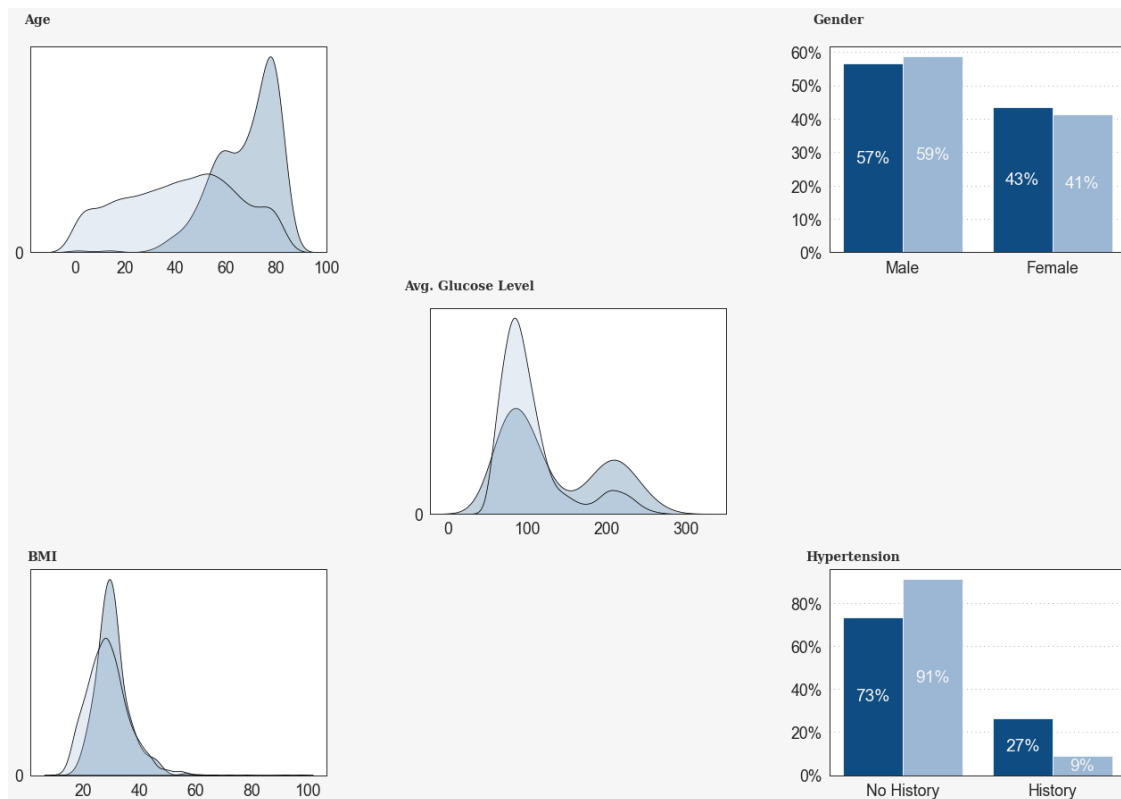 Age
0
0 20 40 60 80 100
Gender
60%
50%
40%
30%
20%
10%
0%
57% 59% 43% 41%
Male Female
Avg. Glucose Level
0
0 100 200 300
BMI
0
20 40 60 80 100
Hypertension
80%
60%
40%
20%
0%
73% 91% 27% 9%
No History History